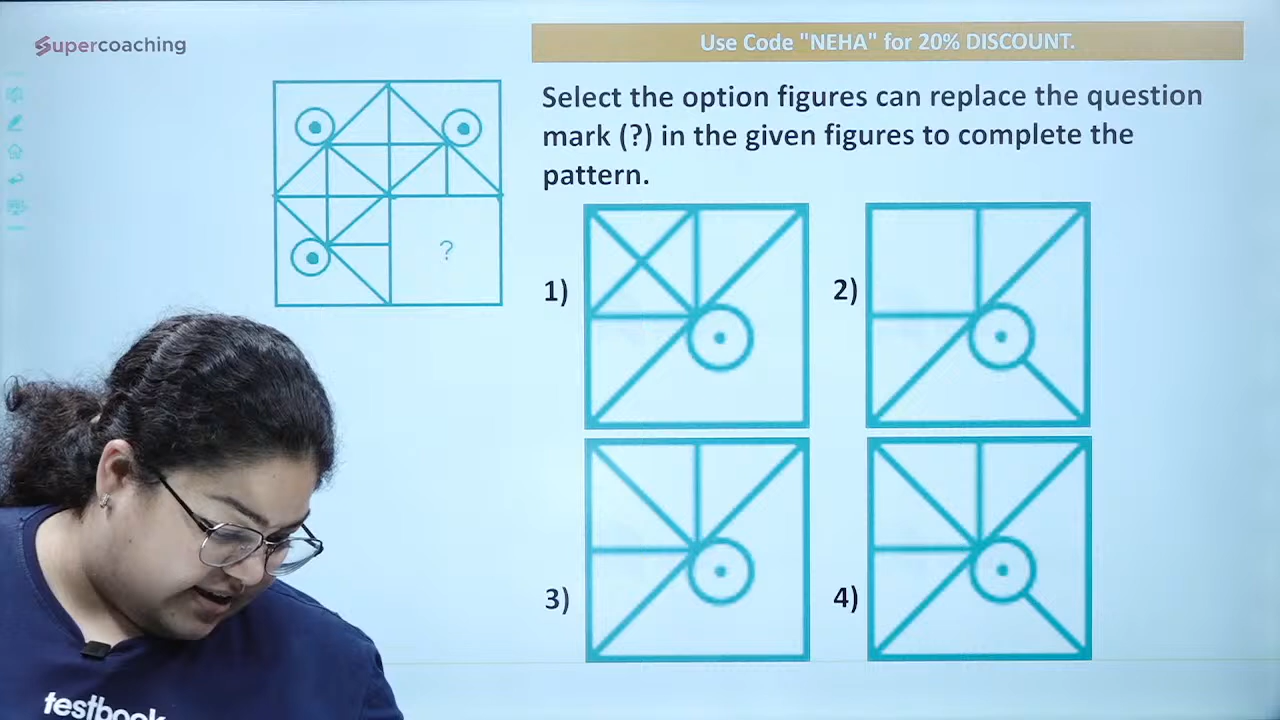 Supercoaching
Use Code "NEHA" for 20% DISCOUNT.
Select the option figures can replace the question
mark (?) in the given figures to complete the
pattern.
?
1)
2)
3)
4)
testbook